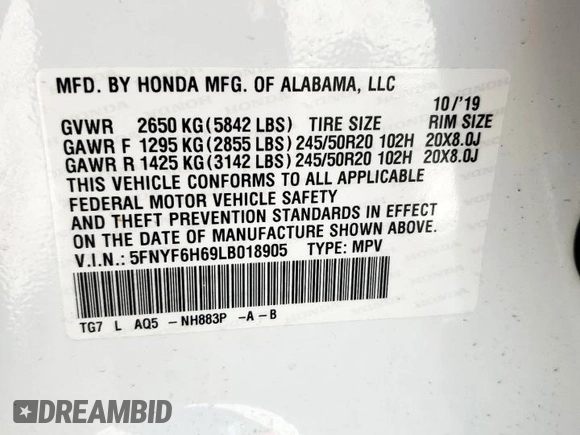 MFD. BY HONDA MFG. OF ALABAMA, LLC
10/'19
GVWR 2650 KG (5842 LBS) TIRE SIZE RIM SIZE
GAWR F 1295 KG (2855 LBS) 245/50R20 102H 20X8.0J
GAWR R 1425 KG (3142 LBS) 245/50R20 102H 20X8.0J
THIS VEHICLE CONFORMS TO ALL APPLICABLE
FEDERAL MOTOR VEHICLE SAFETY
AND THEFT PREVENTION STANDARDS IN EFFECT
ON THE DATE OF MANUFACTURE SHOWN ABOVE.
V.I.N.: 5FNYF6H69LB018905 TYPE: MPV
TG7 L AQ5 -NH883P -A -B
DREAMBID